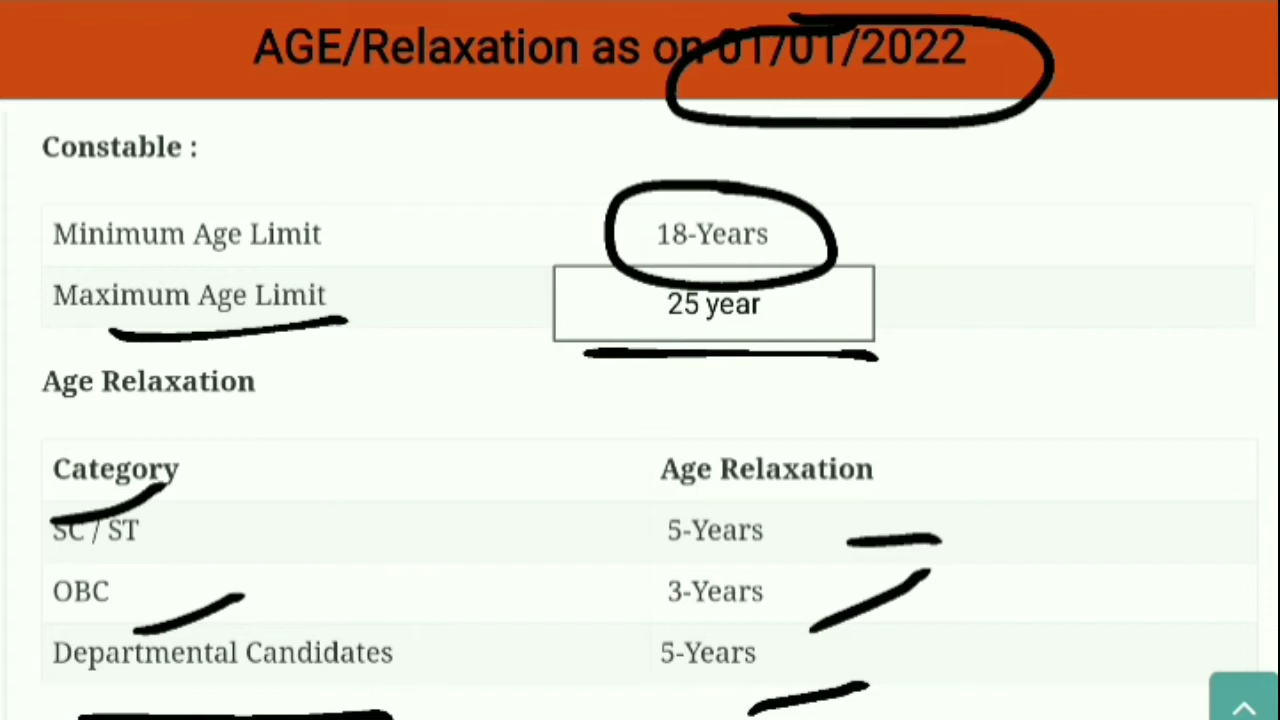 AGE/Relaxation as on 01/01/2022
Constable :
Minimum Age Limit 18-Years
Maximum Age Limit 25 year
Age Relaxation
Category Age Relaxation
SC / ST 5-Years
OBC 3-Years
Departmental Candidates 5-Years